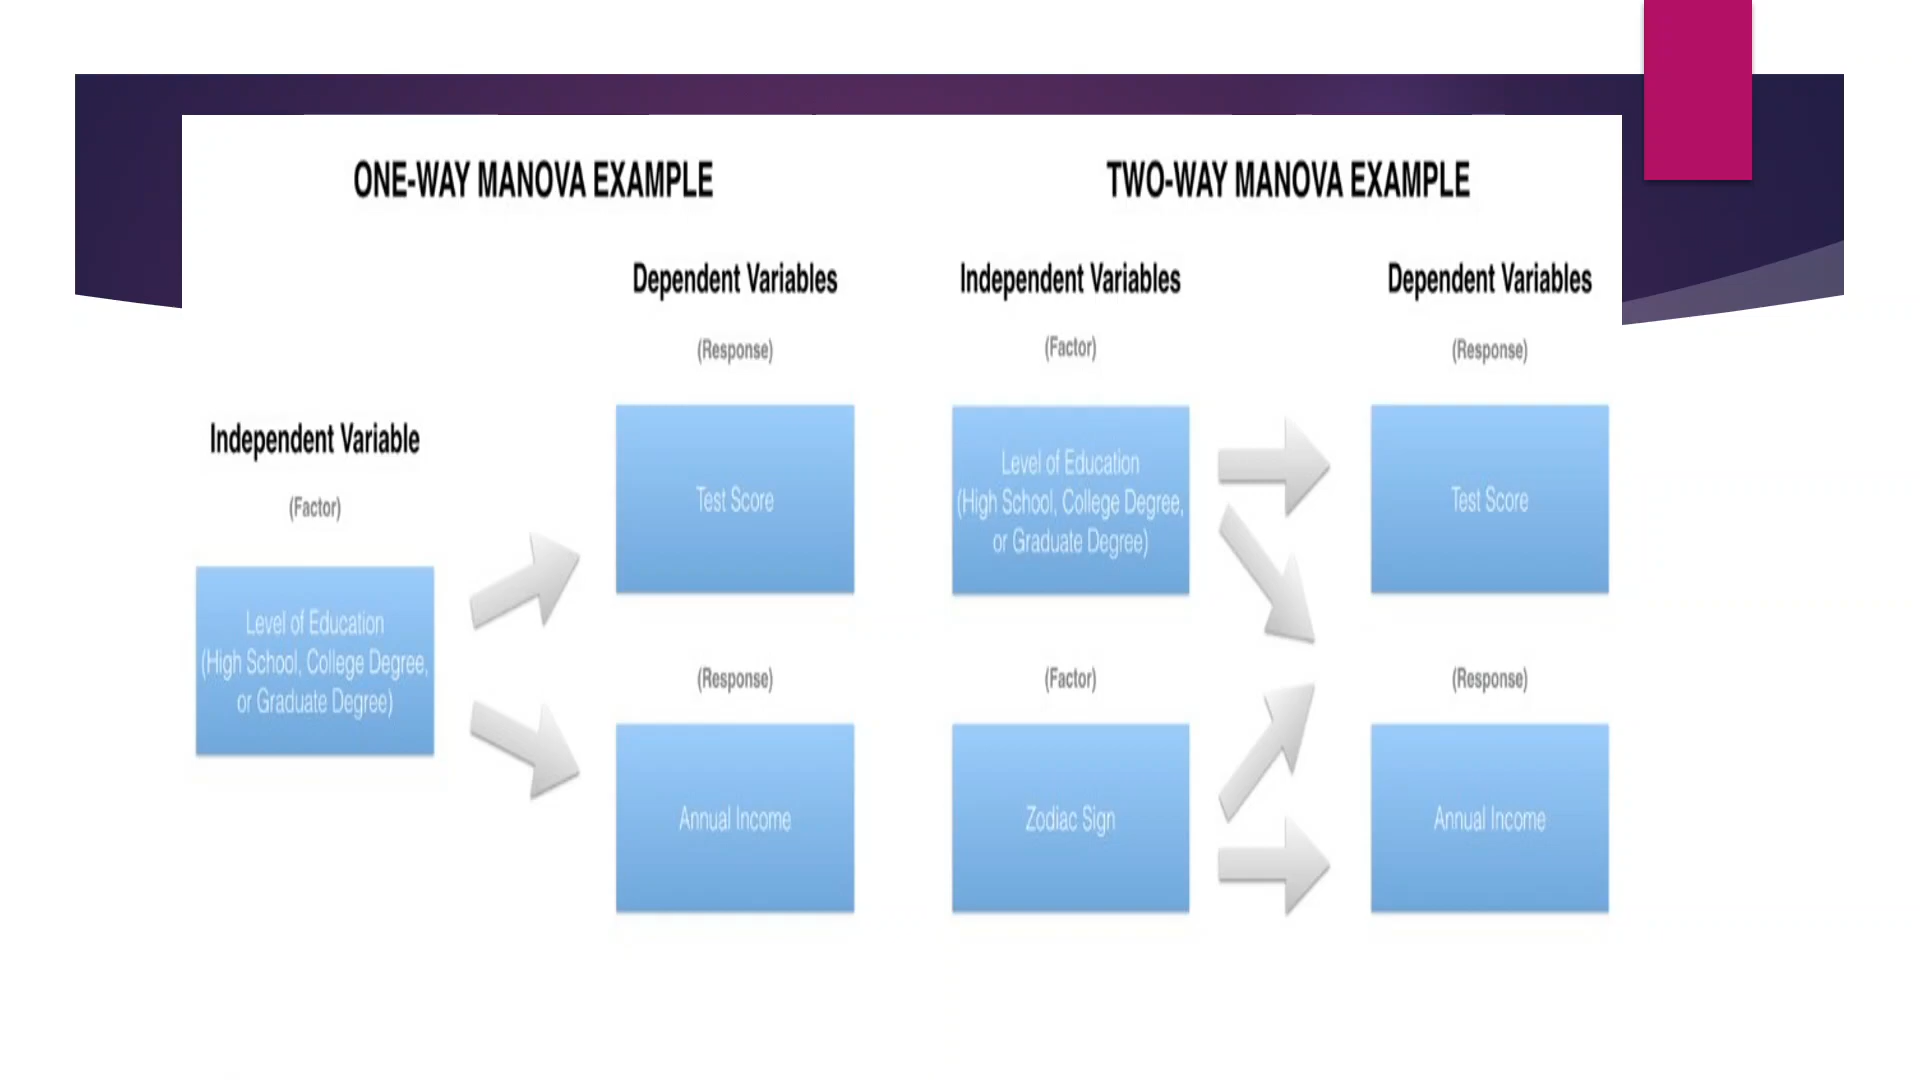 ONE-WAY MANOVA EXAMPLE
Independent Variable
(Factor)
Level of Education
(High School, College Degree,
or Graduate Degree)
Dependent Variables
(Response)
Test Score
(Response)
Annual Income
TWO-WAY MANOVA EXAMPLE
Independent Variables
(Factor)
Level of Education
(High School, College Degree,
or Graduate Degree)
(Factor)
Zodiac Sign
Dependent Variables
(Response)
Test Score
(Response)
Annual Income